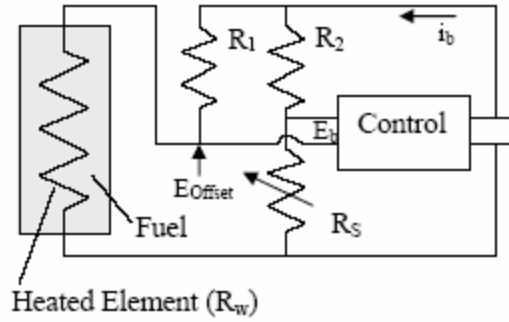 R1
R2
ib
Eb
Control
EOffset
RS
Fuel
Heated Element (Rw)